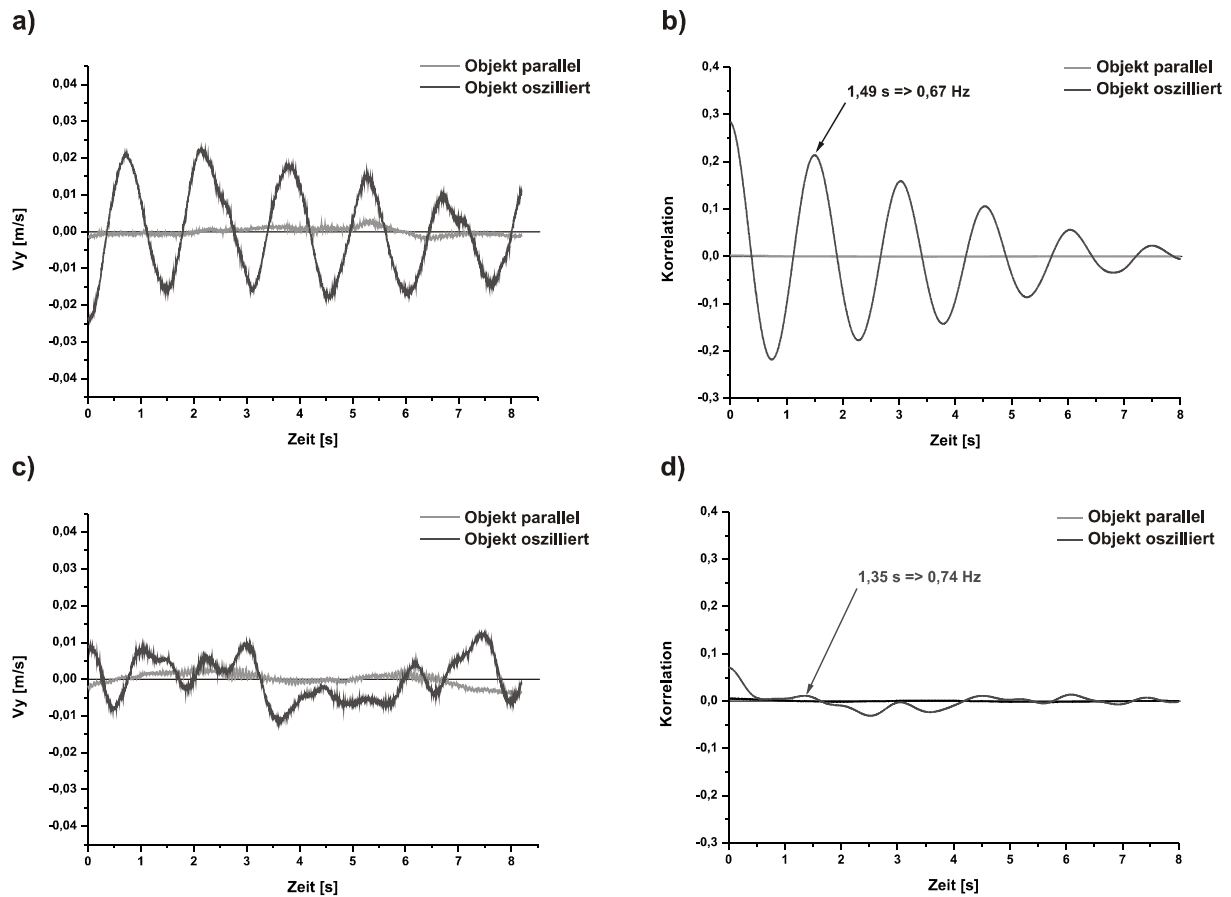 a)
Objekt parallel
Objekt oszilliert
0,04
0,03
0,02
0,01
0,00
-0,01
-0,02
-0,03
-0,04
Vy [m/s]
0 1 2 3 4 5 6 7 8
Zeit [s]
b)
Objekt parallel
Objekt oszilliert
1,49 s => 0,67 Hz
0,4
0,3
0,2
0,1
0,0
-0,1
-0,2
-0,3
Korrelation
0 1 2 3 4 5 6 7 8
Zeit [s]
c)
Objekt parallel
Objekt oszilliert
0,04
0,03
0,02
0,01
0,00
-0,01
-0,02
-0,03
-0,04
Vy [m/s]
0 1 2 3 4 5 6 7 8
Zeit [s]
d)
Objekt parallel
Objekt oszilliert
1,35 s => 0,74 Hz
0,4
0,3
0,2
0,1
0,0
-0,1
-0,2
-0,3
Korrelation
0 1 2 3 4 5 6 7 8
Zeit [s]